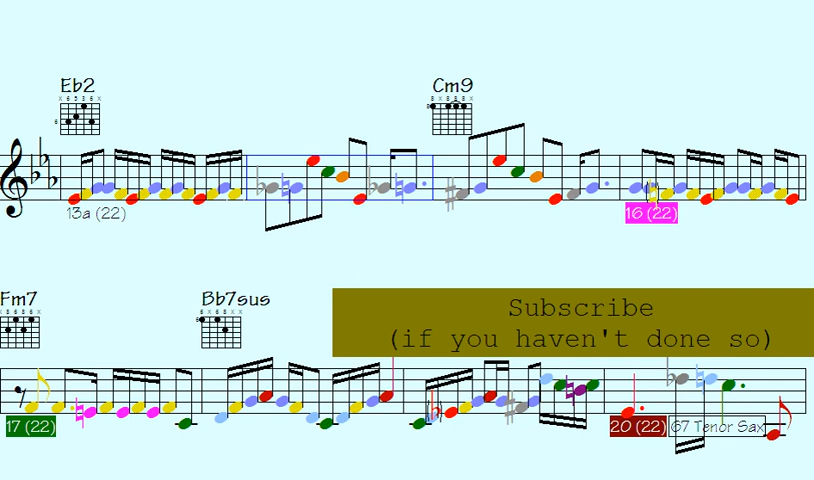 Eb2
Cm9
13a (22)
16 (22)
Fm7
Bb7sus
Subscribe
(if you haven't done so)
17 (22)
20 (22) 67 Tenor Sax